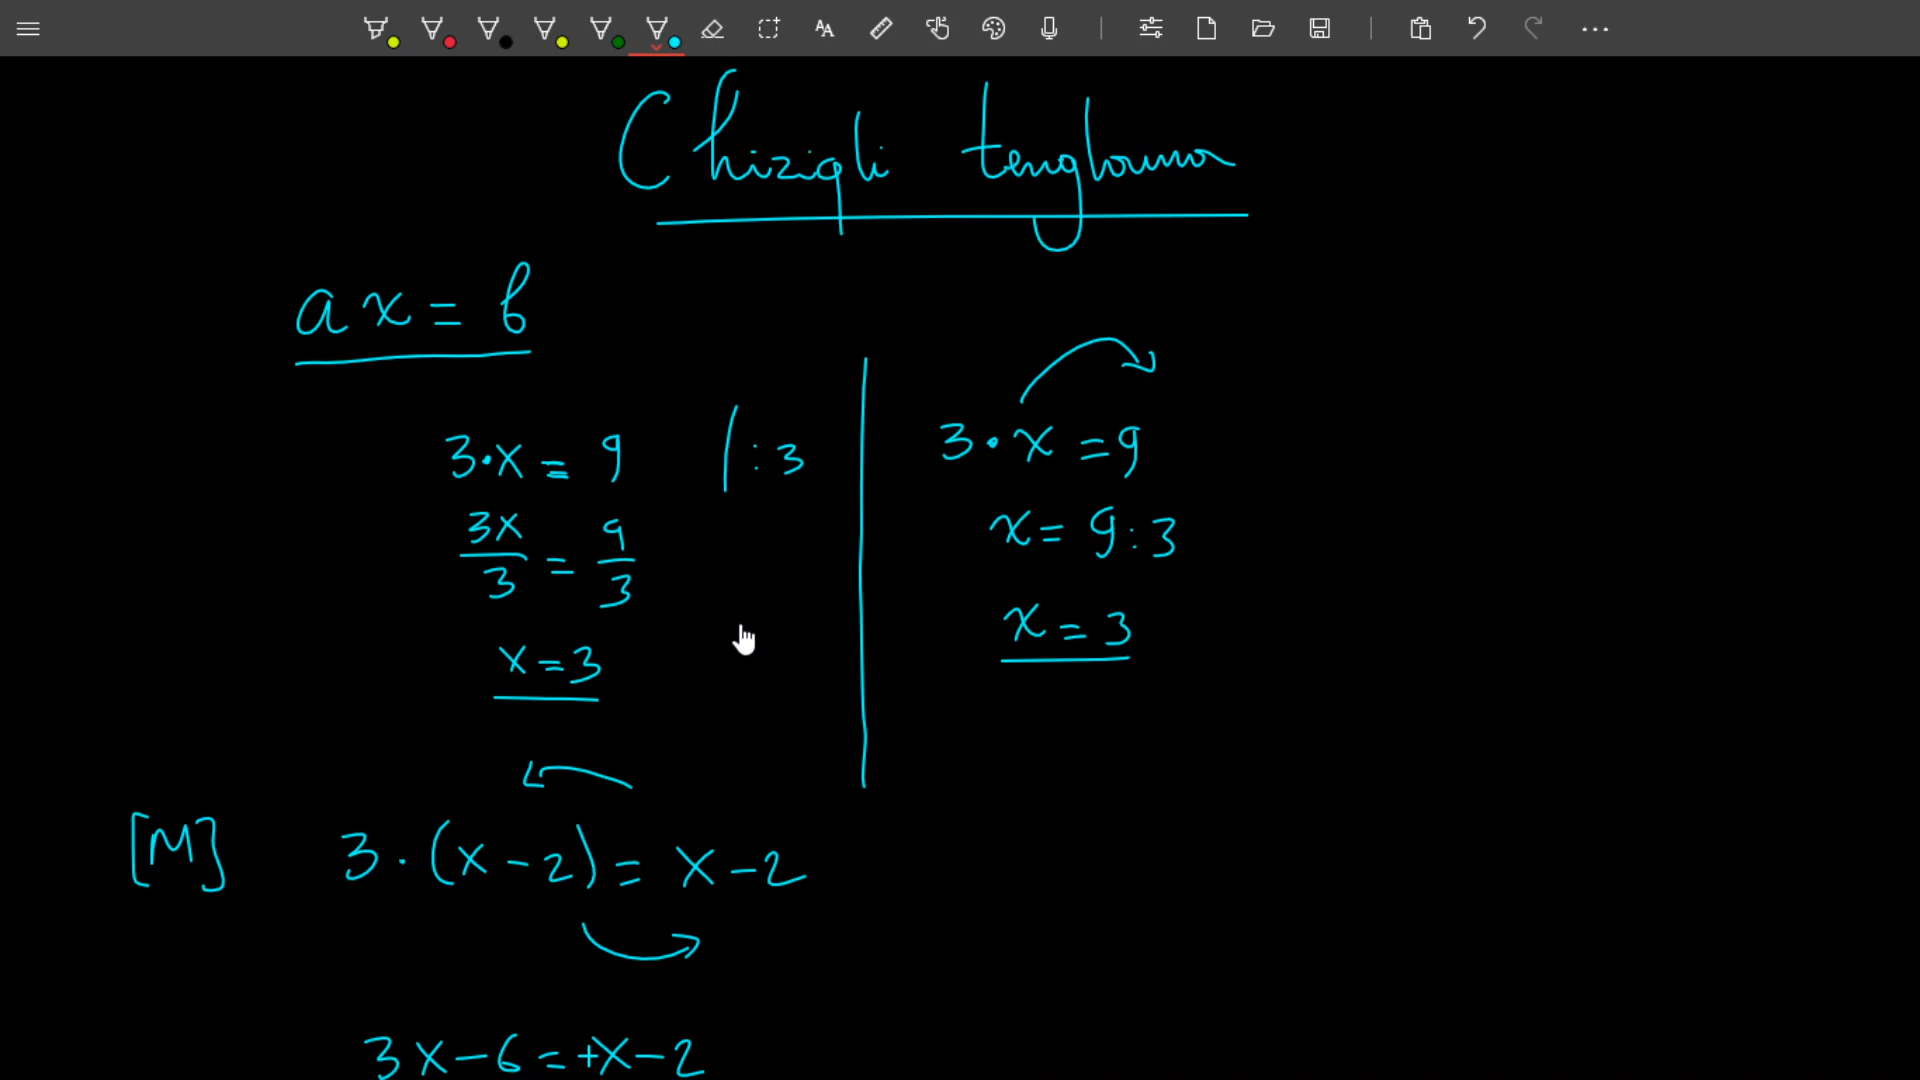 Chiziqli tenglama
ax = b
3·x = 9 | : 3
3x/3 = 9/3
x = 3
3·x = 9
x = 9 : 3
x = 3
[M] 3·(x-2) = x-2
3x-6 = +x-2